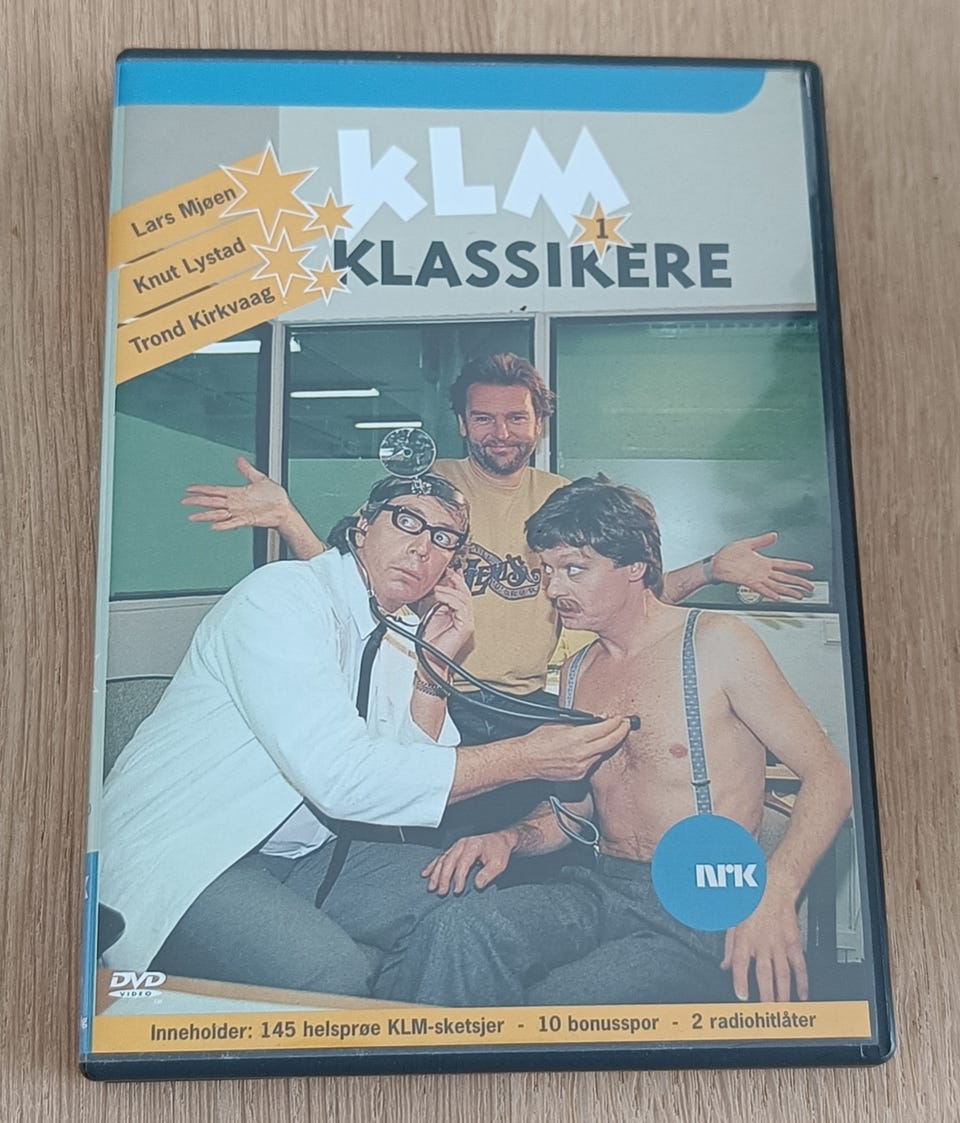 Lars Mjøen
Knut Lystad
Trond Kirkvaag
KLM
1
KLASSIKERE
nrk
DVD
VIDEO
Inneholder: 145 helsprøe KLM-sketsjer - 10 bonusspor - 2 radiohitlåter